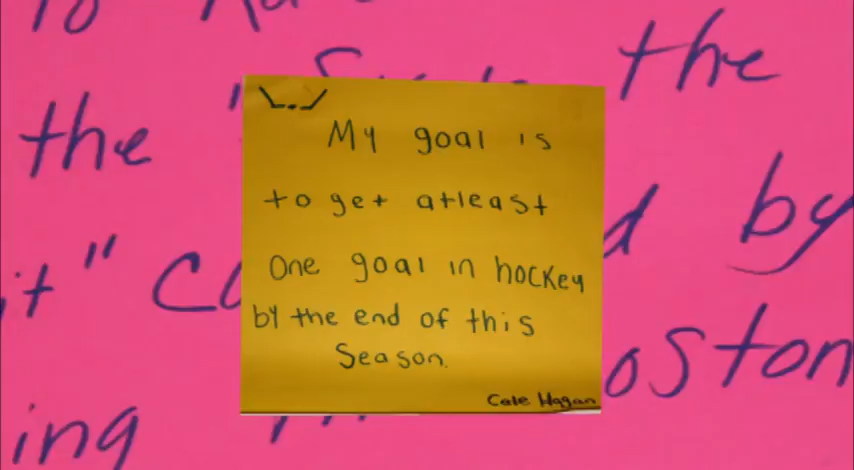 the
the
My goal is
to get atleast
One goal in hockey
by the end of this
Season.
Cale Hagan
by
it"
oston
ing